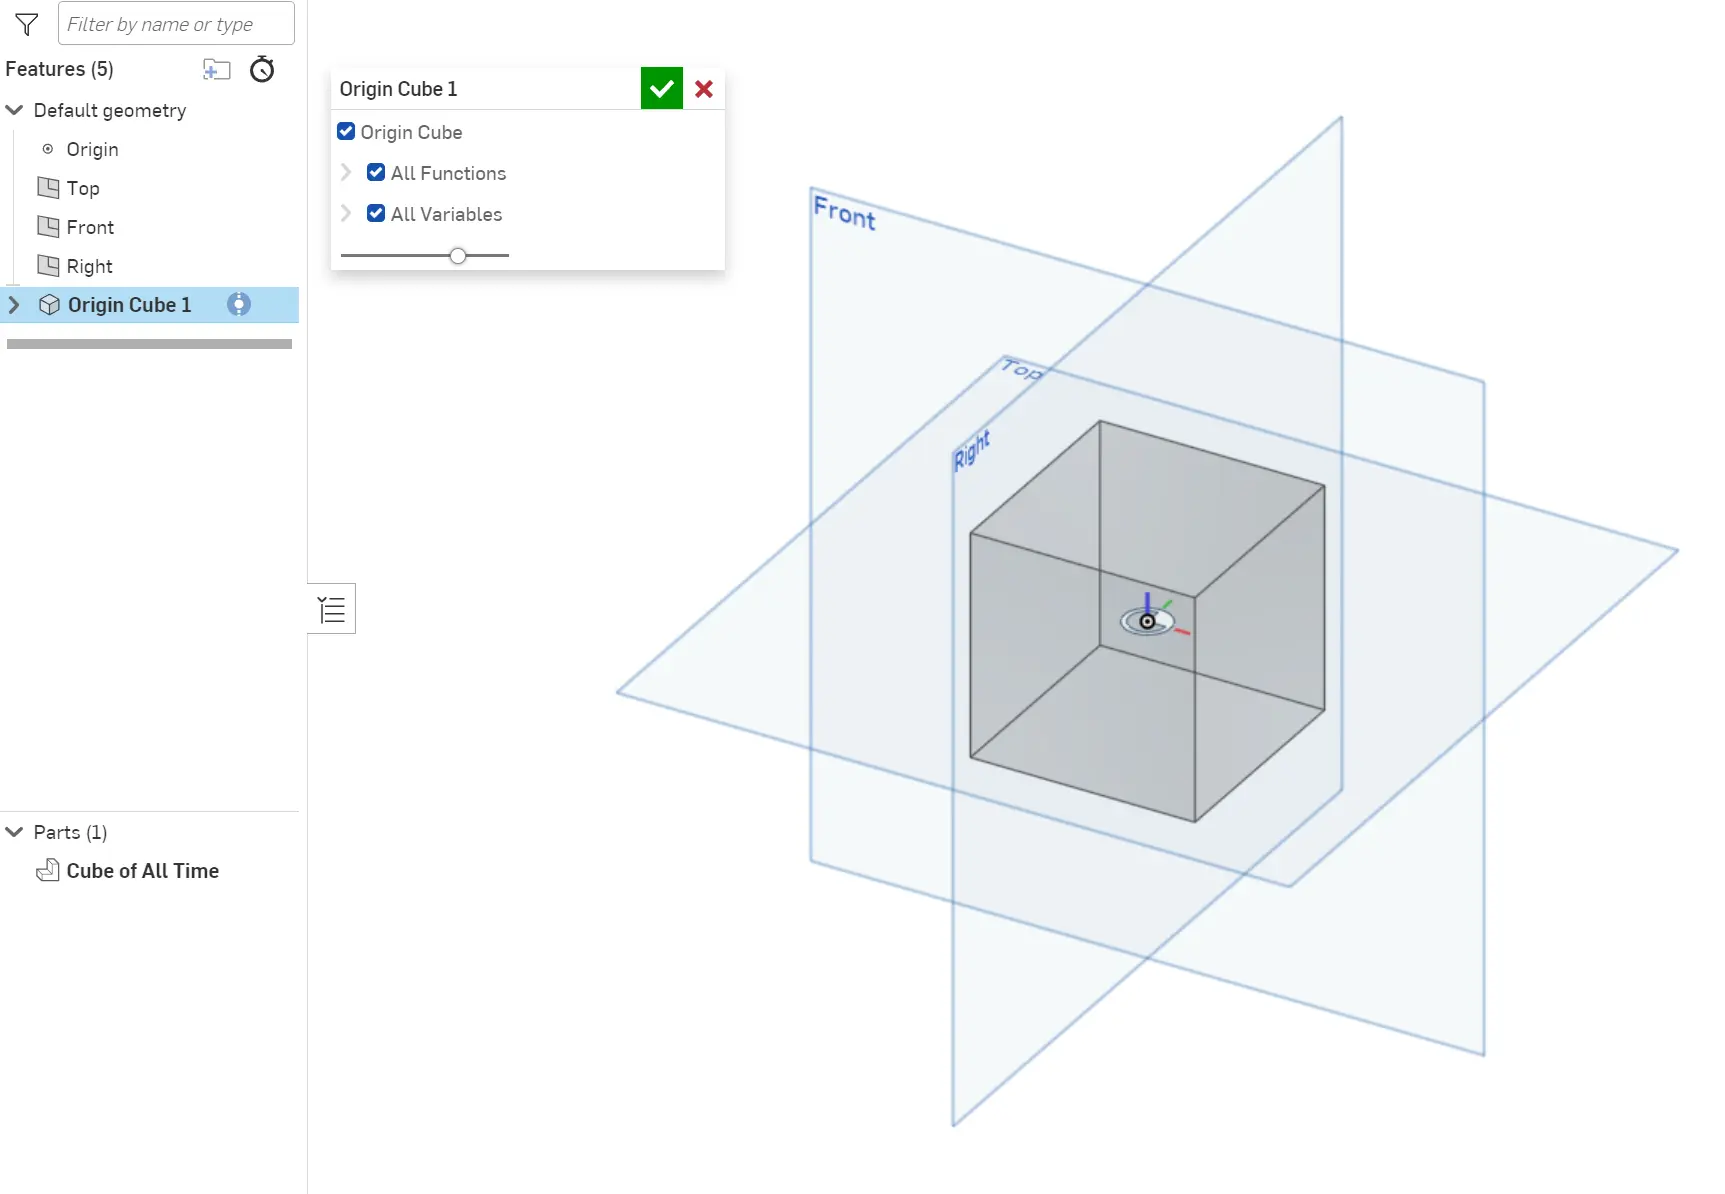 Filter by name or type
Features (5)
Default geometry
Origin
Top
Front
Right
Origin Cube 1
Parts (1)
Cube of All Time
Origin Cube 1
Origin Cube
All Functions
All Variables
Front
Top
Right